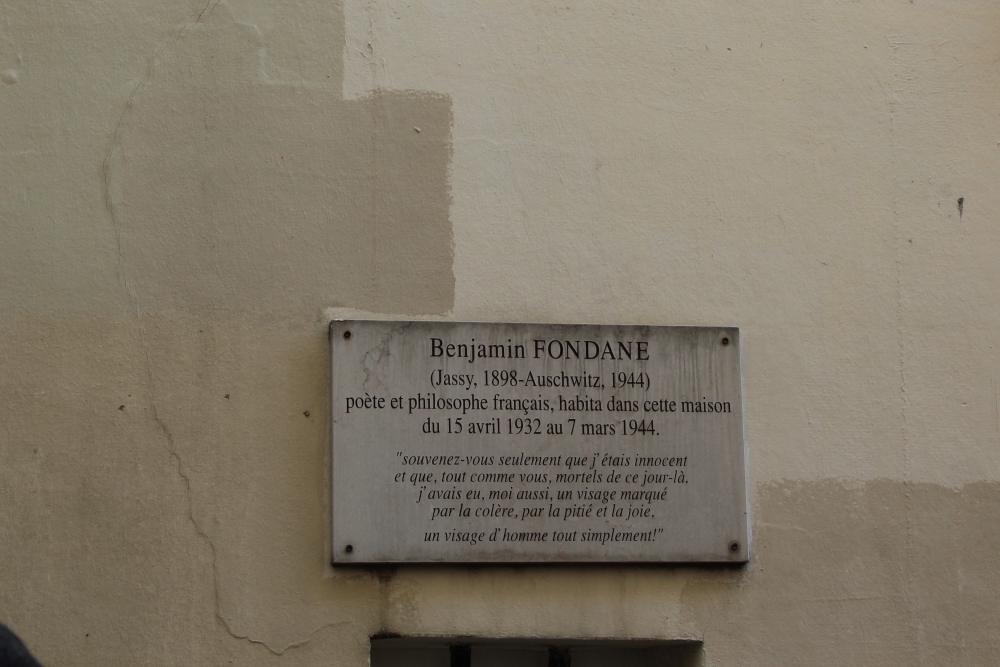 Benjamin FONDANE
(Jassy, 1898-Auschwitz, 1944)
poète et philosophe français, habita dans cette maison
du 15 avril 1932 au 7 mars 1944.
"souvenez-vous seulement que j'étais innocent
et que, tout comme vous, mortels de ce jour-là,
j'avais eu, moi aussi, un visage marqué
par la colère, par la pitié et la joie,
un visage d'homme tout simplement!"